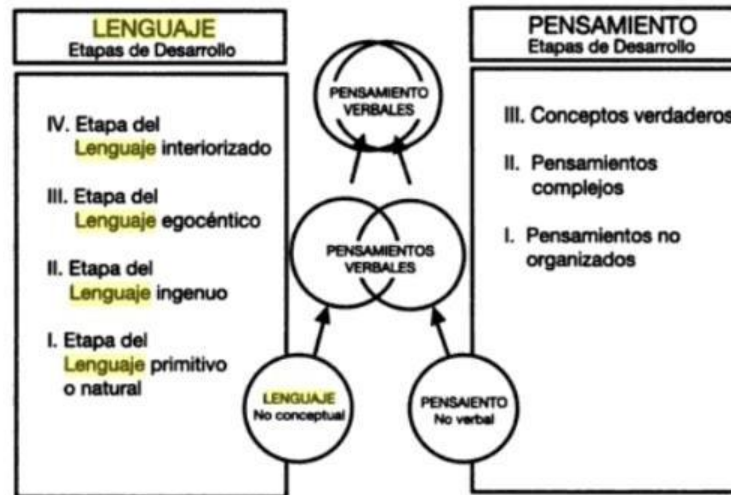 LENGUAJE
Etapas de Desarrollo
IV. Etapa del
Lenguaje interiorizado
III. Etapa del
Lenguaje egocéntico
II. Etapa del
Lenguaje ingenuo
I. Etapa del
Lenguaje primitivo
o natural
PENSAMIENTO
VERBALES
PENSAMIENTOS
VERBALES
LENGUAJE
No conceptual
PENSAIENTO
No verbal
PENSAMIENTO
Etapas de Desarrollo
III. Conceptos verdaderos
II. Pensamientos
complejos
I. Pensamientos no
organizados